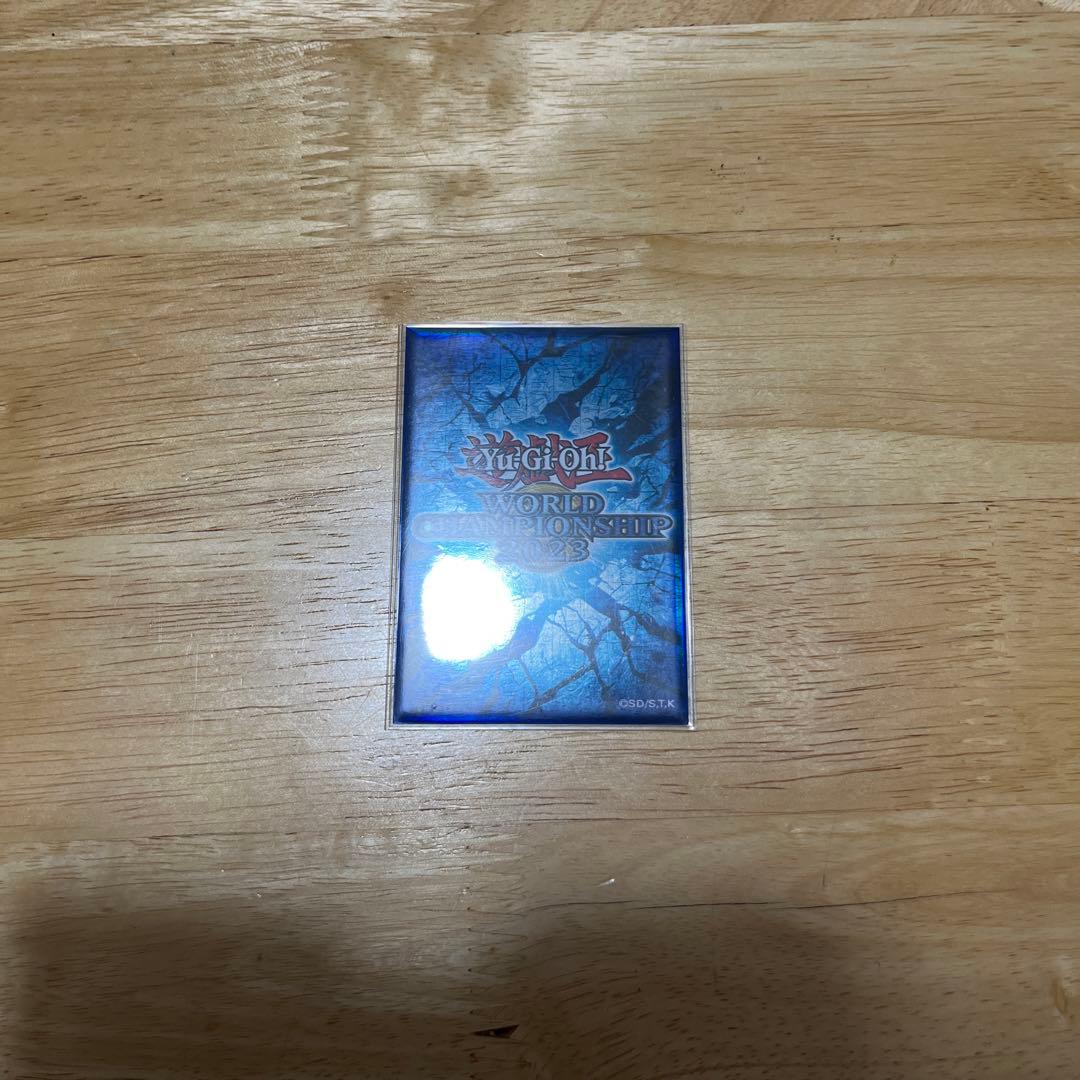 遊戯王
Yu-Gi-Oh!
WORLD
CHAMPIONSHIP
2023
©SD/S.T.K